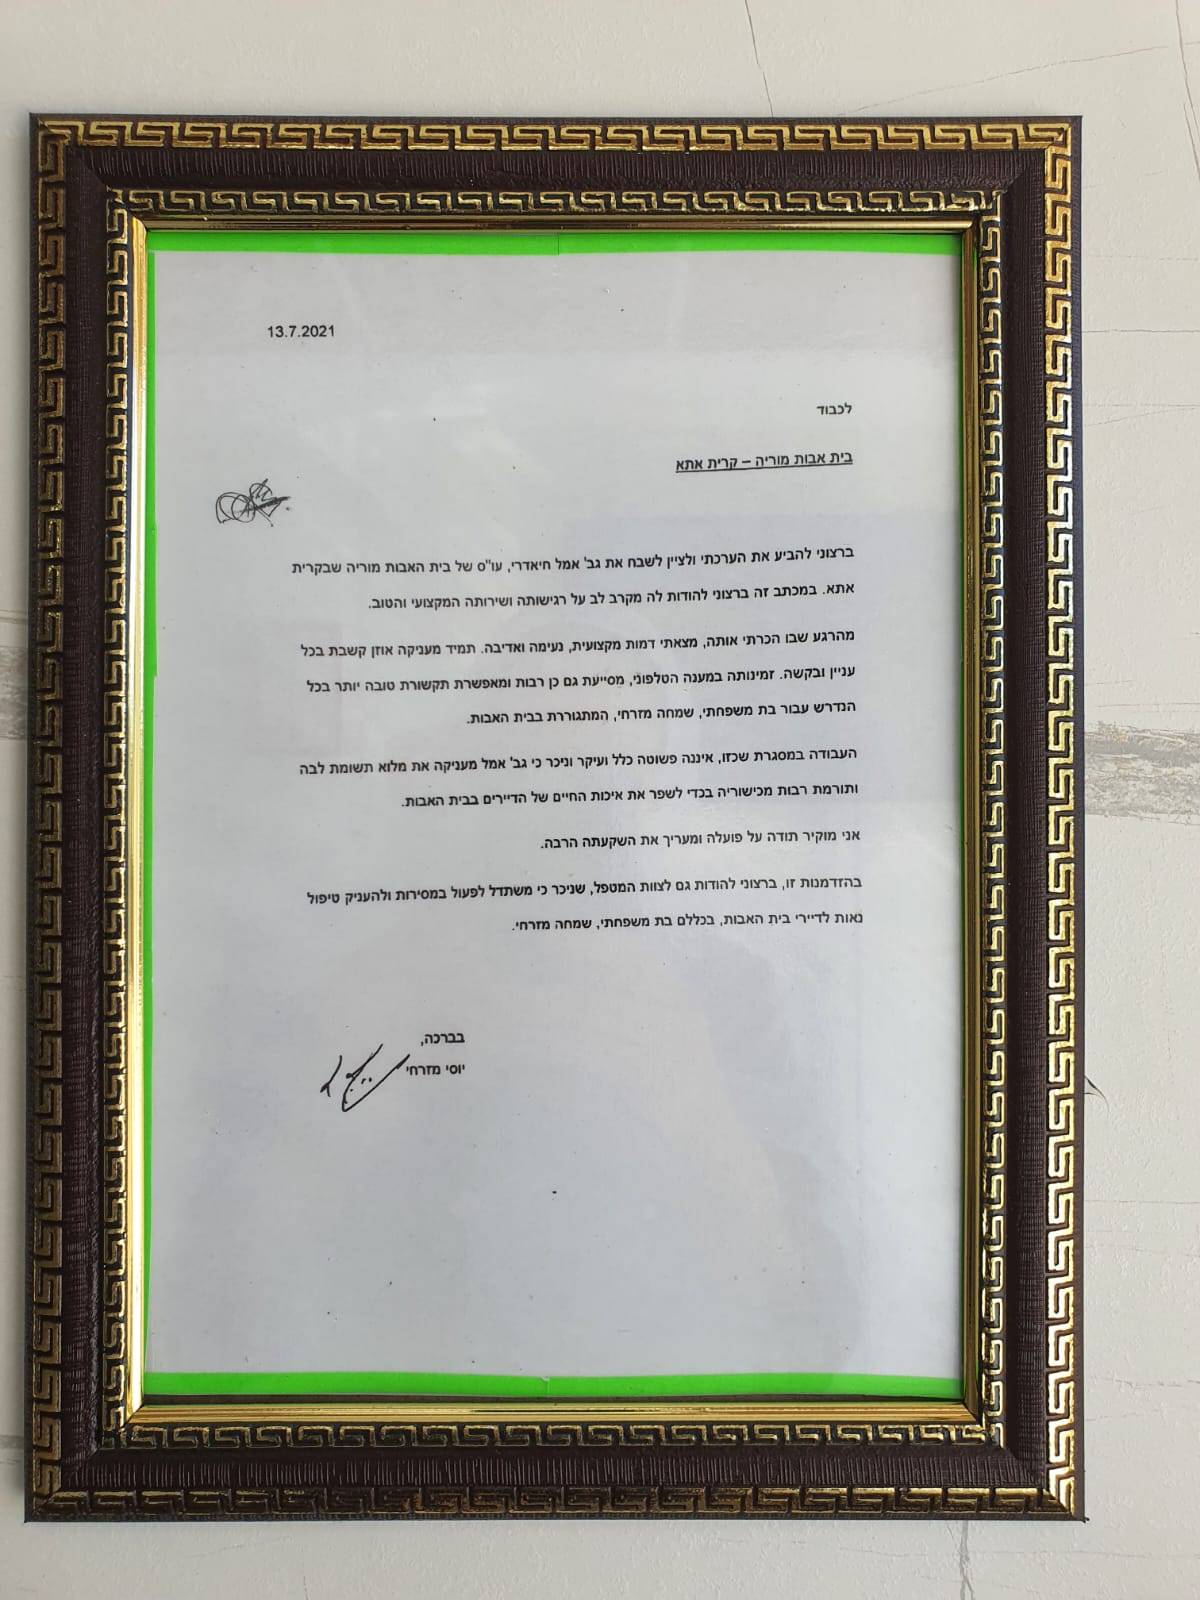 13.7.2021
לכבוד
בית אבות מוריה – קרית אתא
ברצוני להביע את הערכתי ולציין לשבח את גב' אמל חיאדרי, עו"ס של בית האבות מוריה שבקרית
אתא. במכתב זה ברצוני להודות לה מקרב לב על רגישותה ושירותה המקצועי והטוב.
מהרגע שבו הכרתי אותה, מצאתי דמות מקצועית, נעימה ואדיבה. תמיד מעניקה אוזן קשבת בכל
עניין ובקשה. זמינותה במענה הטלפוני, מסייעת גם כן רבות ומאפשרת תקשורת טובה יותר בכל
הנדרש עבור בת משפחתי, שמחה מזרחי, המתגוררת בבית האבות.
העבודה במסגרת שכזו, איננה פשוטה כלל ועיקר וניכר כי גב' אמל מעניקה את מלוא תשומת לבה
ותורמת רבות מכישוריה בכדי לשפר את איכות החיים של הדיירים בבית האבות.
אני מוקיר תודה על פועלה ומעריך את השקעתה הרבה.
בהזדמנות זו, ברצוני להודות גם לצוות המטפל, שניכר כי משתדל לפעול במסירות ולהעניק טיפול
נאות לדיירי בית האבות, בכללם בת משפחתי, שמחה מזרחי.
בברכה,
יוסי מזרחי